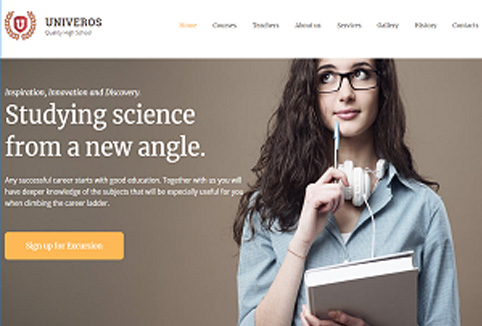 UNIVEROS
Quality High School
Home Courses Teachers About us Services Gallery History Contacts
Inspiration, Innovation and Discovery.
Studying science
from a new angle.
Any successful career starts with good education. Together with us you will
have deeper knowledge of the subjects that will be especially useful for you
when climbing the career ladder.
Sign up for Excursion